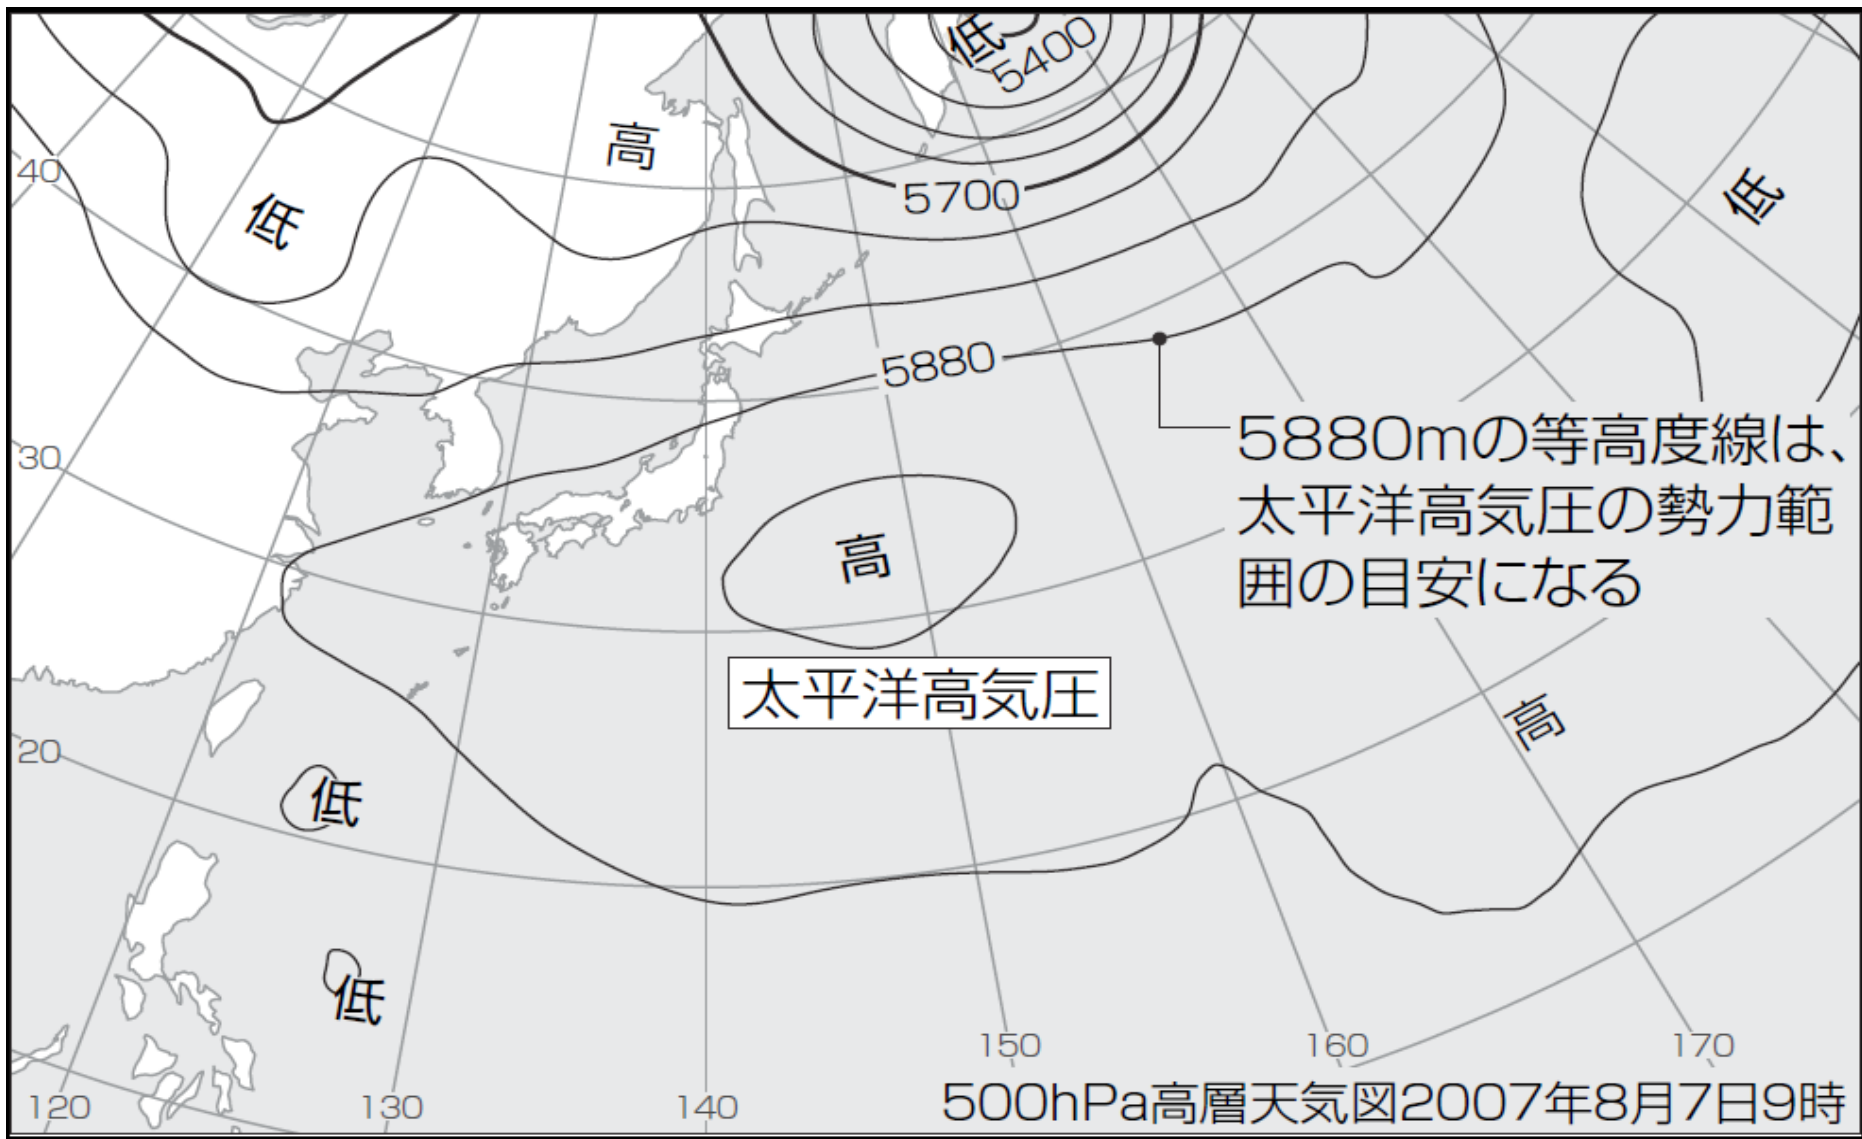 低
5400
40
高
低
5700
低
5880
5880mの等高度線は、
太平洋高気圧の勢力範
囲の目安になる
30
高
太平洋高気圧
高
20
低
低
150
160
170
120
130
140
500hPa高層天気図2007年8月7日9時